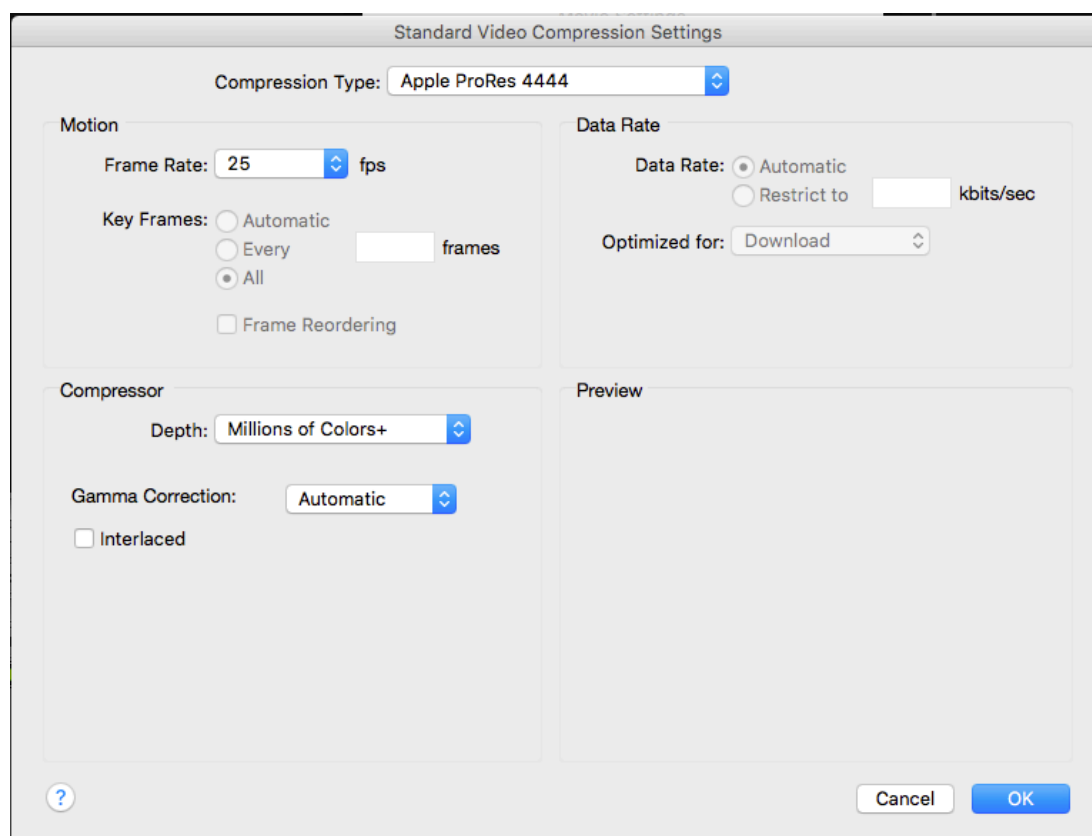 Standard Video Compression Settings
Compression Type: Apple ProRes 4444
Motion
Frame Rate: 25 fps
Key Frames: Automatic
Every frames
All
Frame Reordering
Data Rate
Data Rate: Automatic
Restrict to kbits/sec
Optimized for: Download
Compressor
Depth: Millions of Colors+
Gamma Correction: Automatic
Interlaced
Preview
?
Cancel
OK